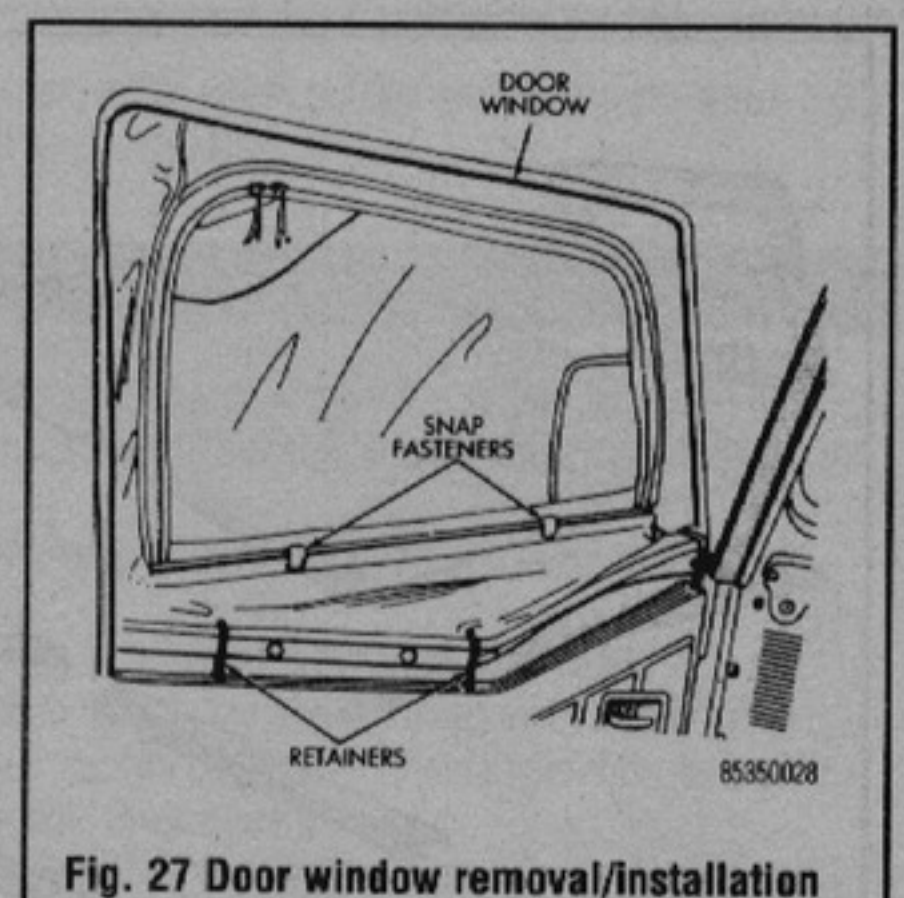 DOOR
WINDOW
SNAP
FASTENERS
RETAINERS
85350028
Fig. 27 Door window removal/installation